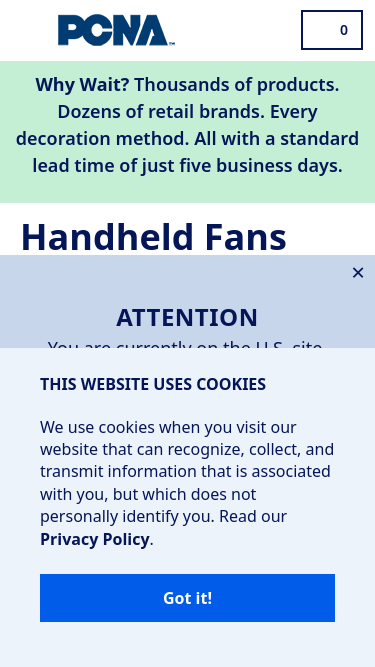 PCNA
0
Why Wait? Thousands of products.
Dozens of retail brands. Every
decoration method. All with a standard
lead time of just five business days.
Handheld Fans
×
ATTENTION
You are currently on the U.S. site.
THIS WEBSITE USES COOKIES
We use cookies when you visit our
website that can recognize, collect, and
transmit information that is associated
with you, but which does not
personally identify you. Read our
Privacy Policy.
Got it!